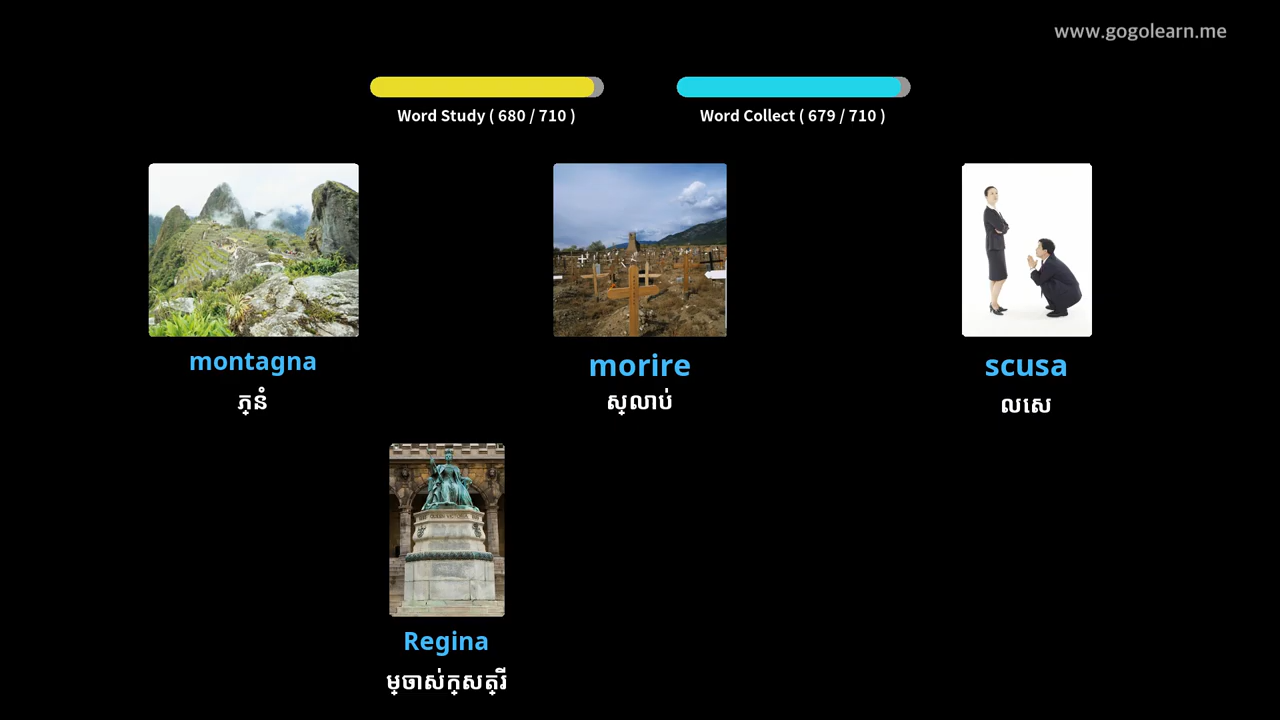 www.gogolearn.me
Word Study ( 680 / 710 )
Word Collect ( 679 / 710 )
montagna
morire
scusa
ភ្នំ
ស្លាប់
លេស
Regina
ម្ចាស់ក្សត្រី